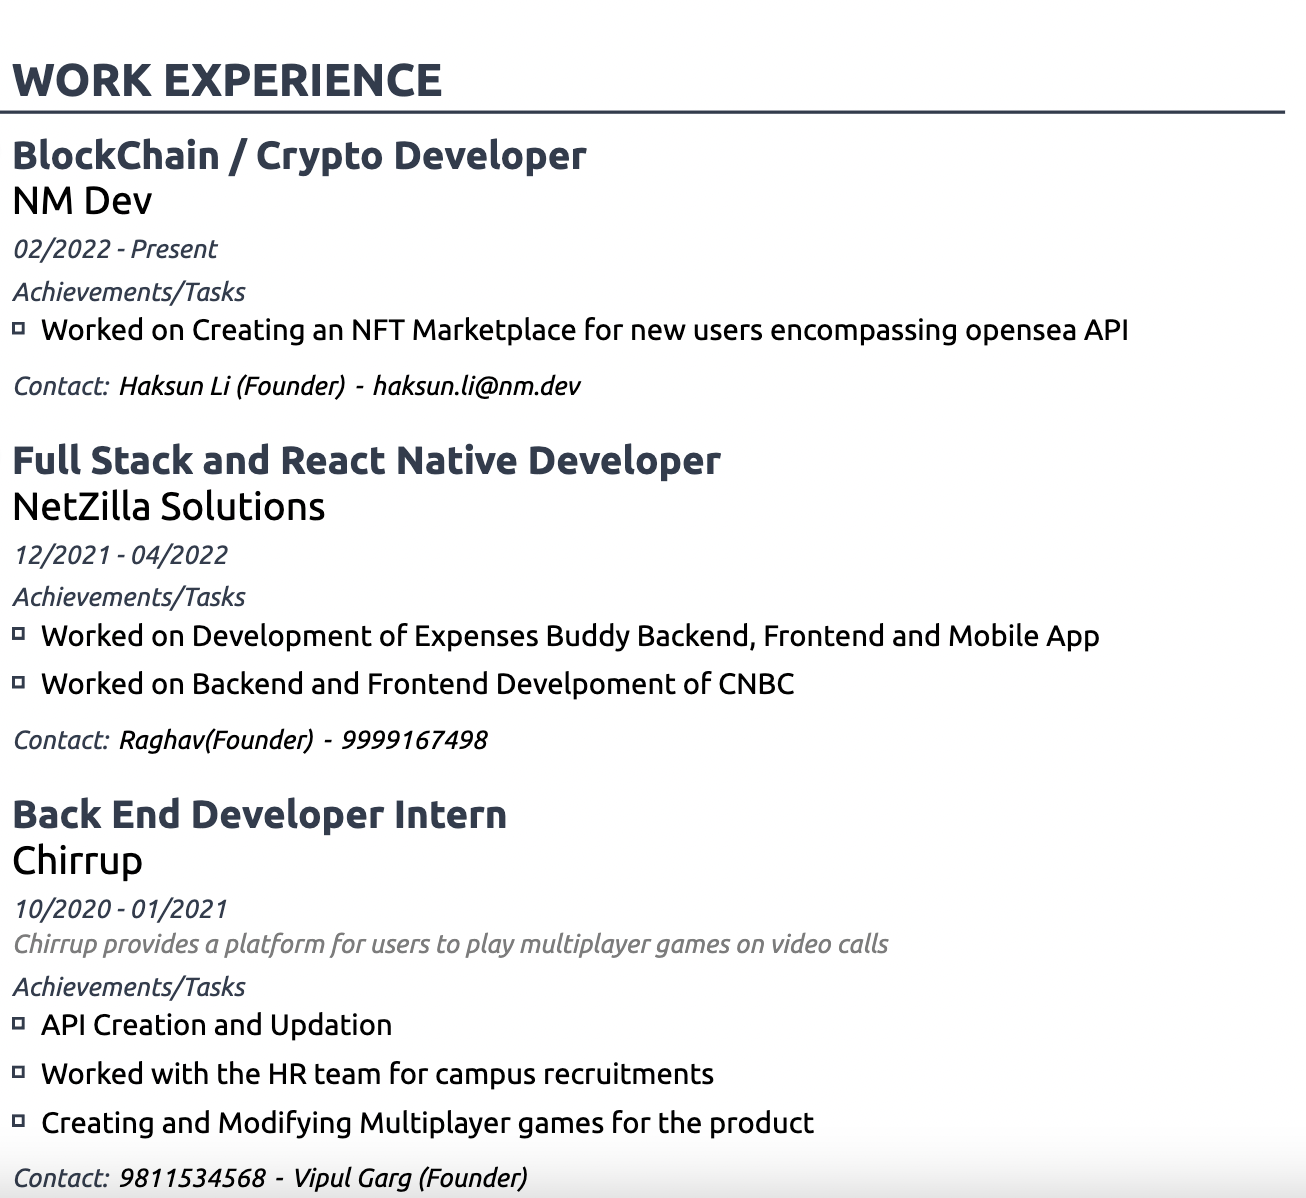 WORK EXPERIENCE
BlockChain / Crypto Developer
NM Dev
02/2022 - Present
Achievements/Tasks
Worked on Creating an NFT Marketplace for new users encompassing opensea API
Contact: Haksun Li (Founder) - haksun.li@nm.dev
Full Stack and React Native Developer
NetZilla Solutions
12/2021 - 04/2022
Achievements/Tasks
Worked on Development of Expenses Buddy Backend, Frontend and Mobile App
Worked on Backend and Frontend Develpoment of CNBC
Contact: Raghav(Founder) - 9999167498
Back End Developer Intern
Chirrup
10/2020 - 01/2021
Chirrup provides a platform for users to play multiplayer games on video calls
Achievements/Tasks
API Creation and Updation
Worked with the HR team for campus recruitments
Creating and Modifying Multiplayer games for the product
Contact: 9811534568 - Vipul Garg (Founder)